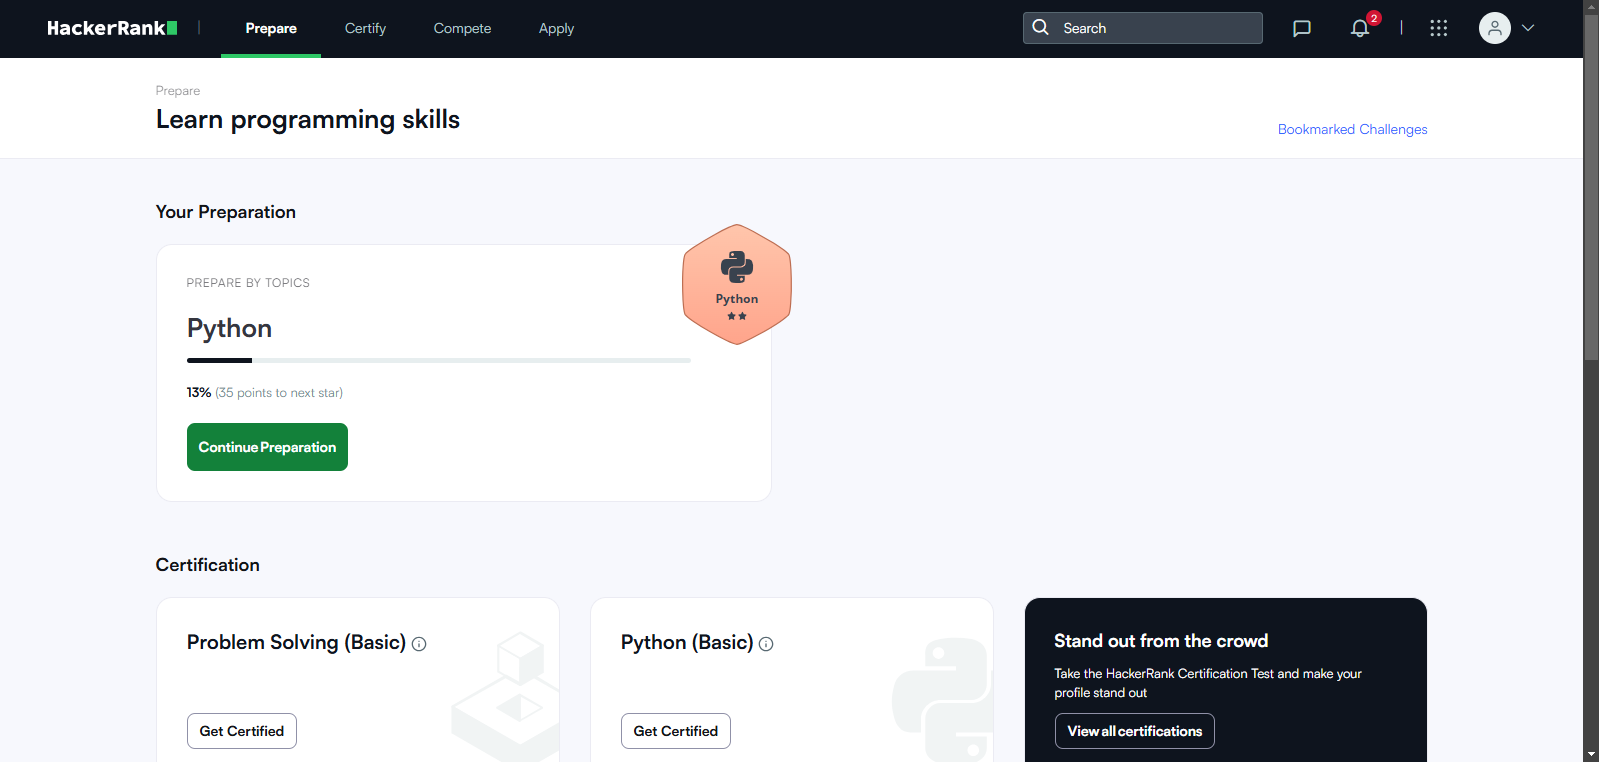 HackerRank
Prepare
Certify
Compete
Apply
Search
2
Prepare
Learn programming skills
Bookmarked Challenges
Your Preparation
PREPARE BY TOPICS
Python
13% (35 points to next star)
Continue Preparation
Python
Certification
Problem Solving (Basic)
Get Certified
Python (Basic)
Get Certified
Stand out from the crowd
Take the HackerRank Certification Test and make your
profile stand out
View all certifications